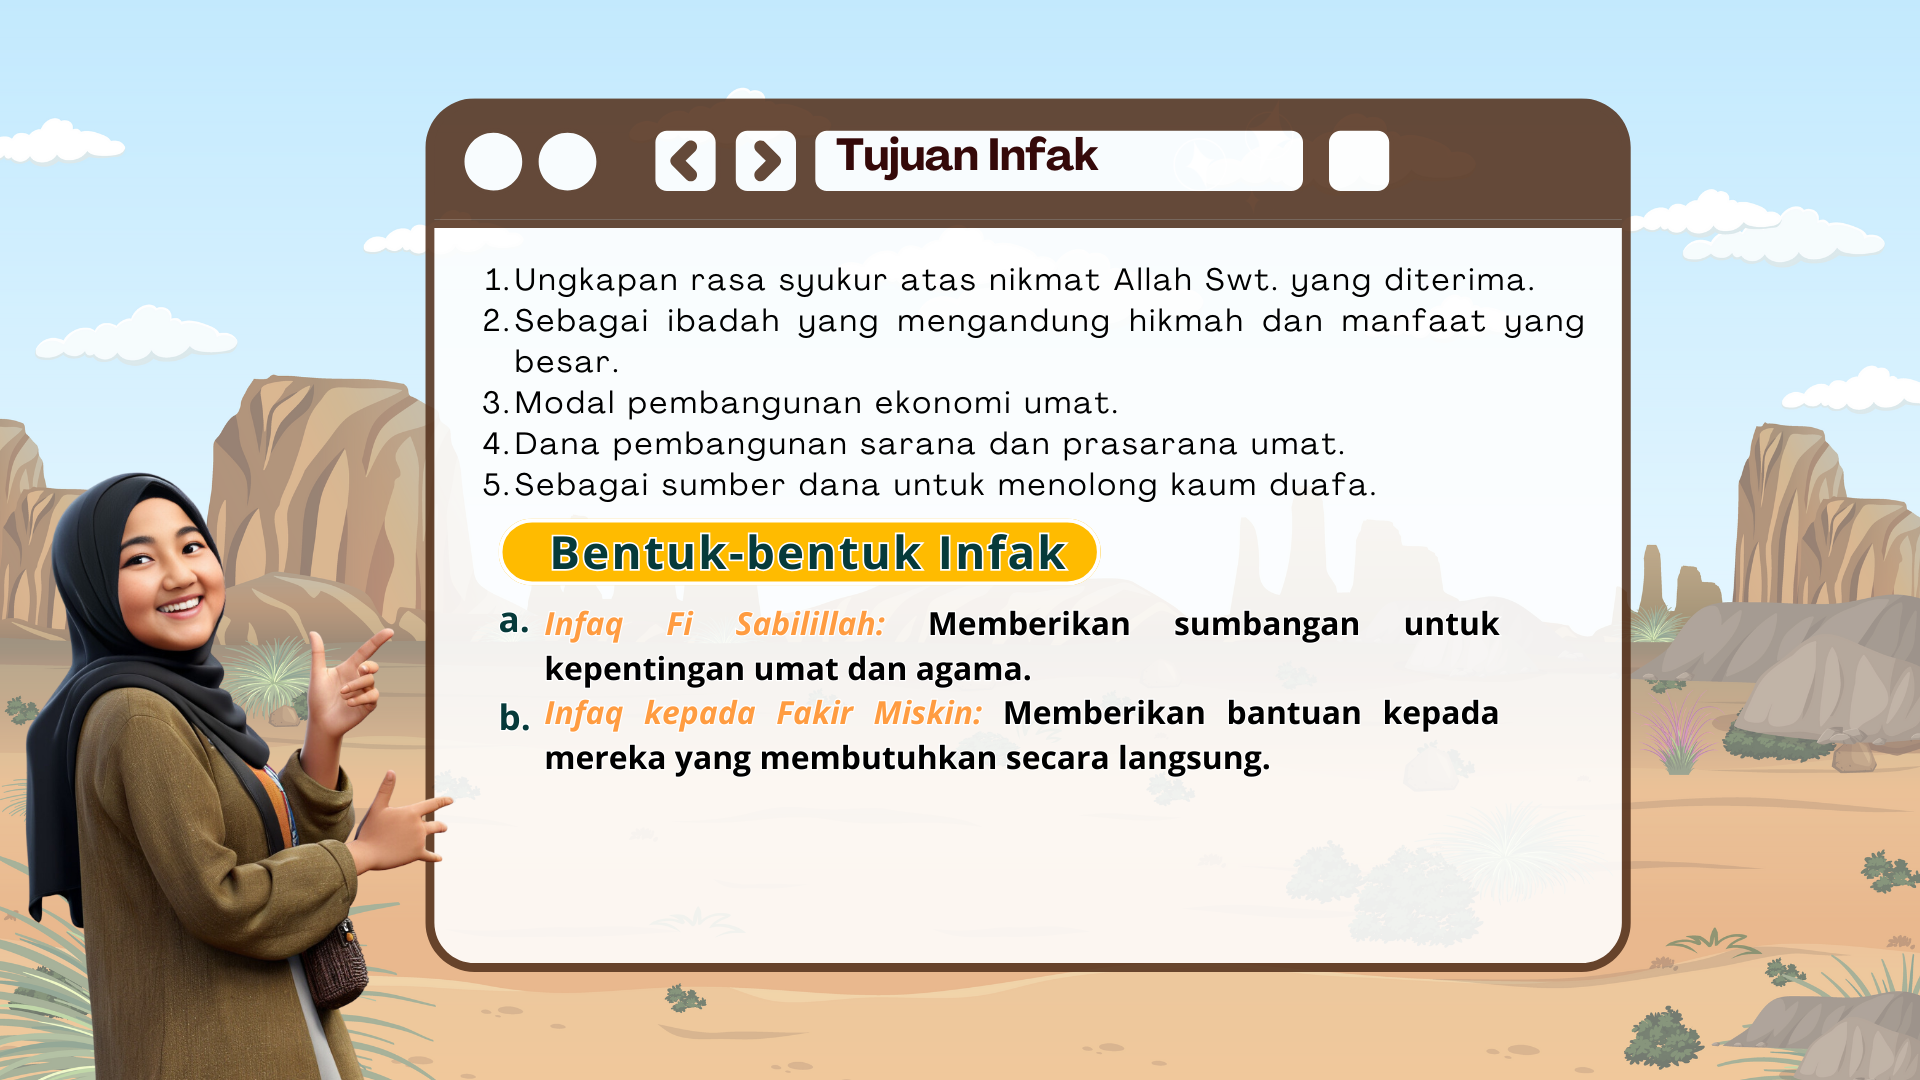 Tujuan Infak
1. Ungkapan rasa syukur atas nikmat Allah Swt. yang diterima.
2. Sebagai ibadah yang mengandung hikmah dan manfaat yang
besar.
3. Modal pembangunan ekonomi umat.
4. Dana pembangunan sarana dan prasarana umat.
5. Sebagai sumber dana untuk menolong kaum duafa.
Bentuk-bentuk Infak
a. Infaq Fi Sabilillah: Memberikan sumbangan untuk
kepentingan umat dan agama.
b. Infaq kepada Fakir Miskin: Memberikan bantuan kepada
mereka yang membutuhkan secara langsung.